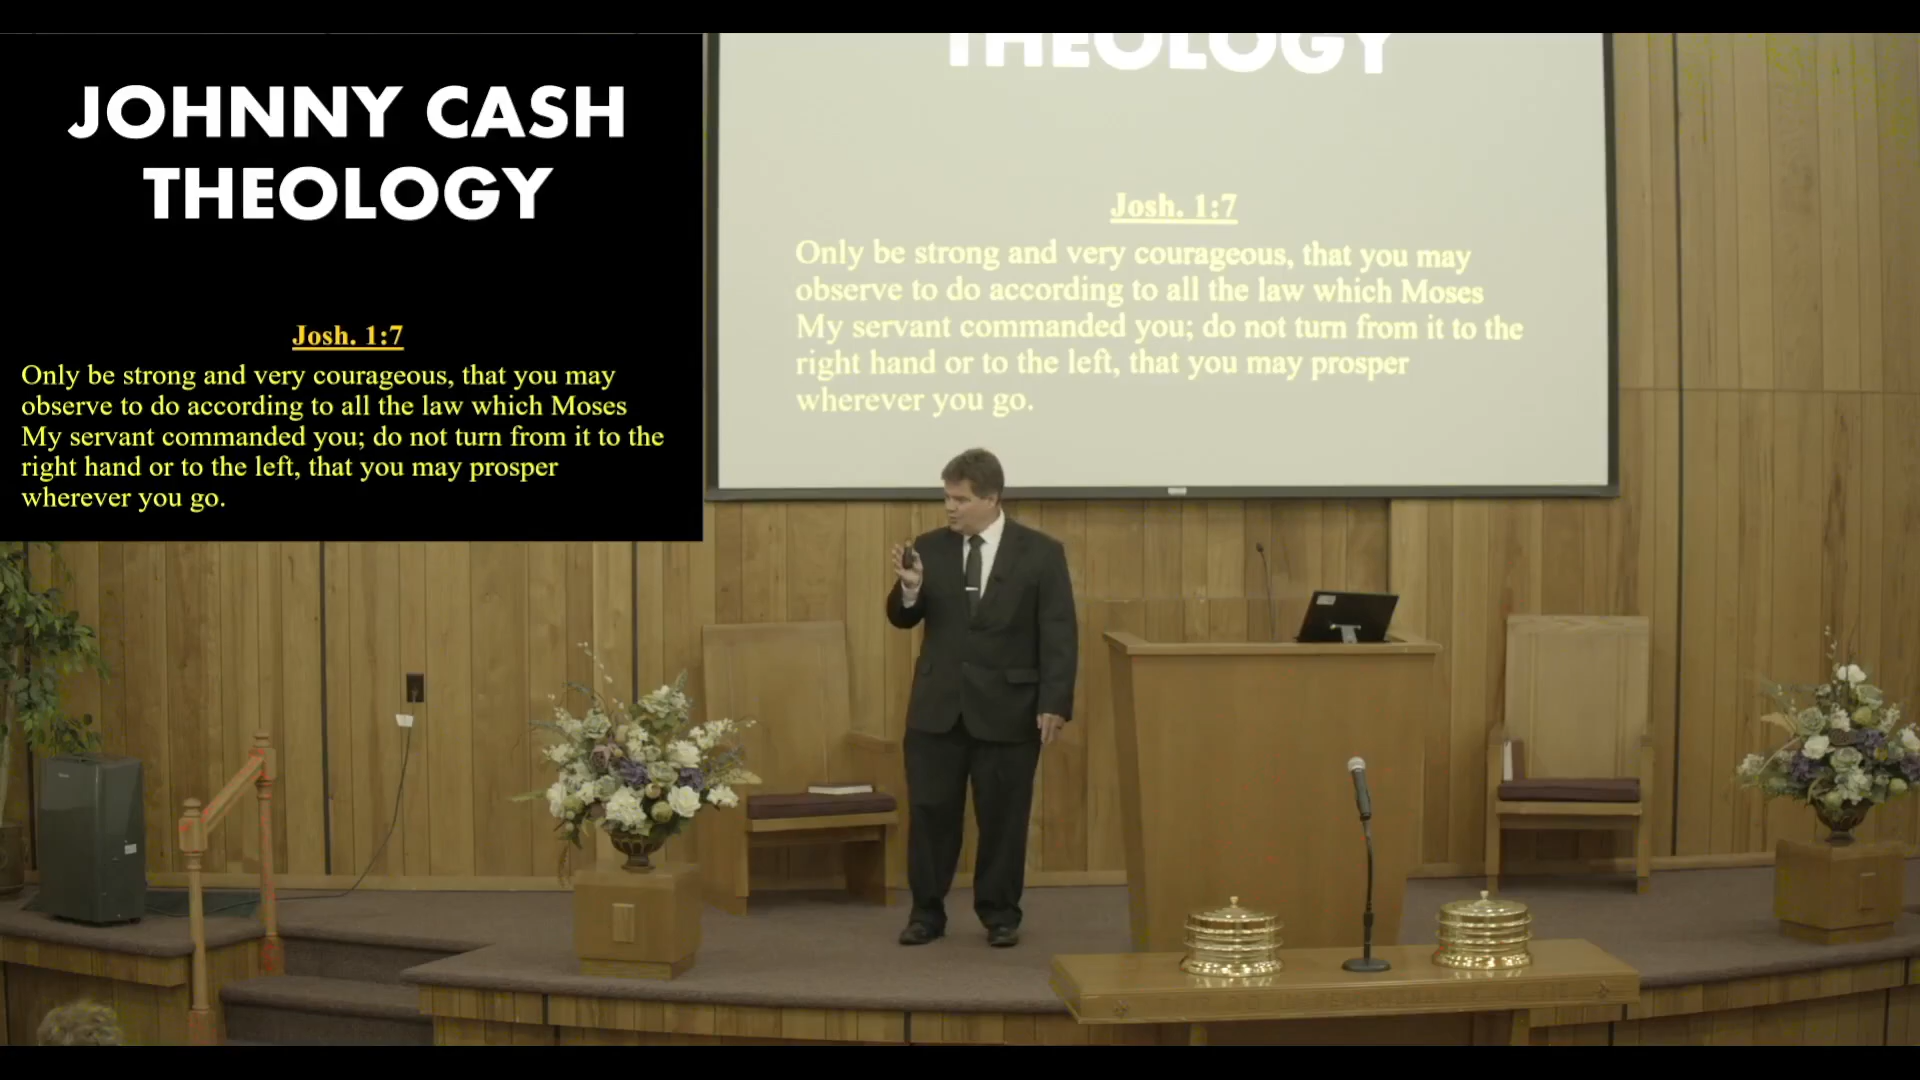 JOHNNY CASH
THEOLOGY
Josh. 1:7
Only be strong and very courageous, that you may
observe to do according to all the law which Moses
My servant commanded you; do not turn from it to the
right hand or to the left, that you may prosper
wherever you go.
THEOLOGY
Josh. 1:7
Only be strong and very courageous, that you may
observe to do according to all the law which Moses
My servant commanded you; do not turn from it to the
right hand or to the left, that you may prosper
wherever you go.